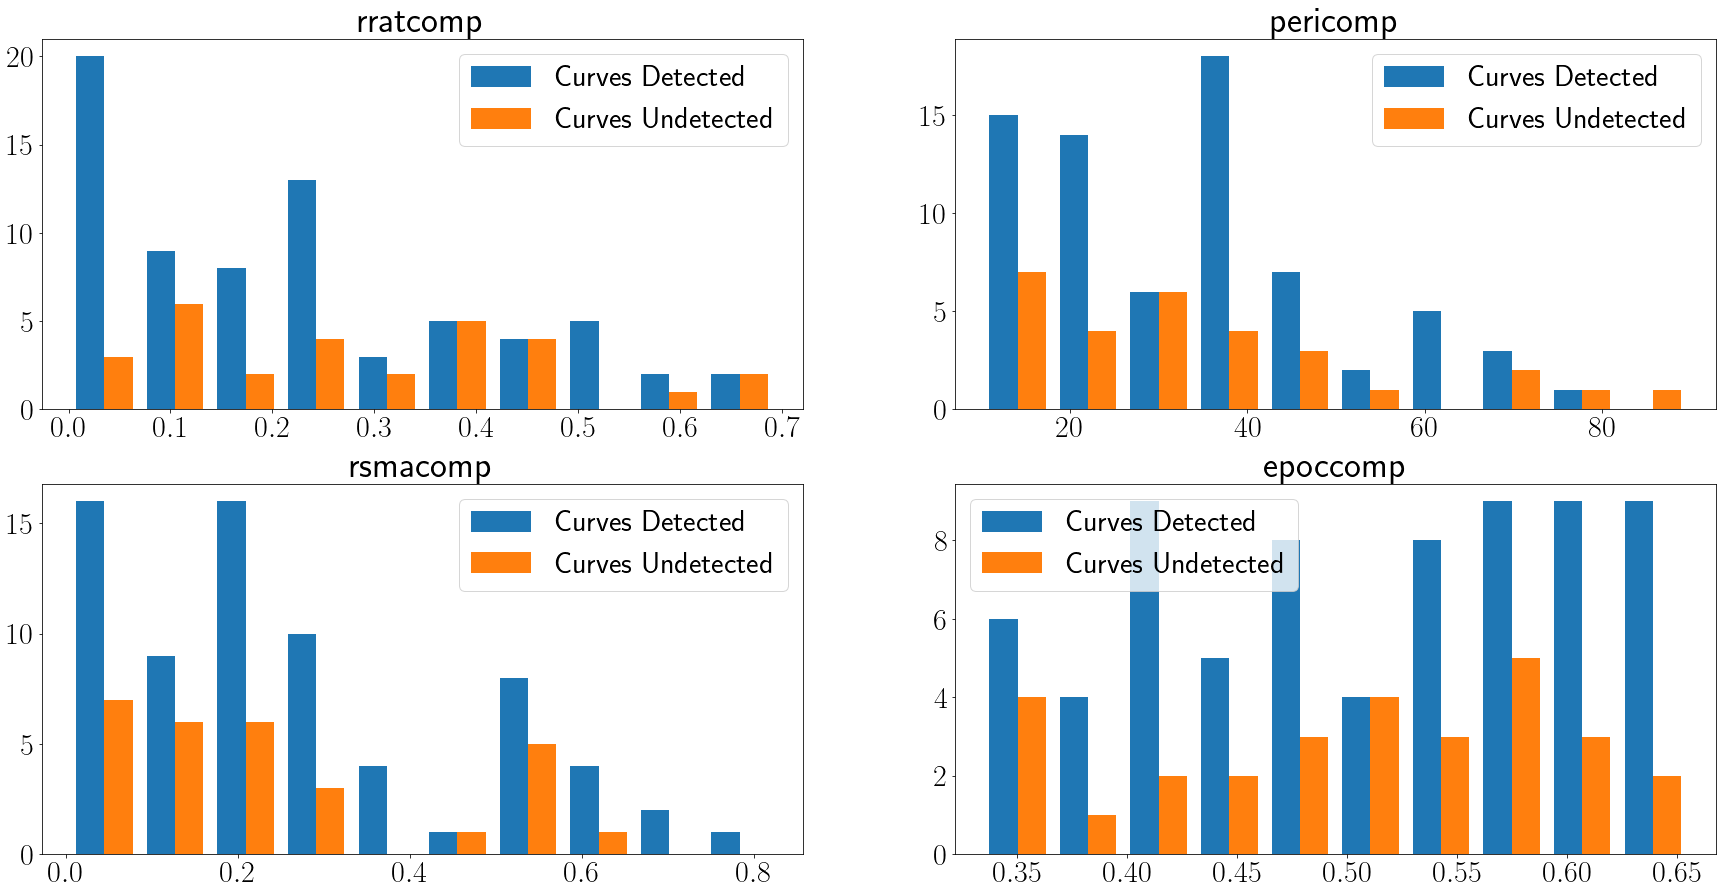 rratcomp
20
15
10
5
0
Curves Detected
Curves Undetected
0.0 0.1 0.2 0.3 0.4 0.5 0.6 0.7
pericomp
15
10
5
0
Curves Detected
Curves Undetected
20 40 60 80
rsmacomp
15
10
5
0
Curves Detected
Curves Undetected
0.0 0.2 0.4 0.6 0.8
epoccomp
8
6
4
2
0
Curves Detected
Curves Undetected
0.35 0.40 0.45 0.50 0.55 0.60 0.65